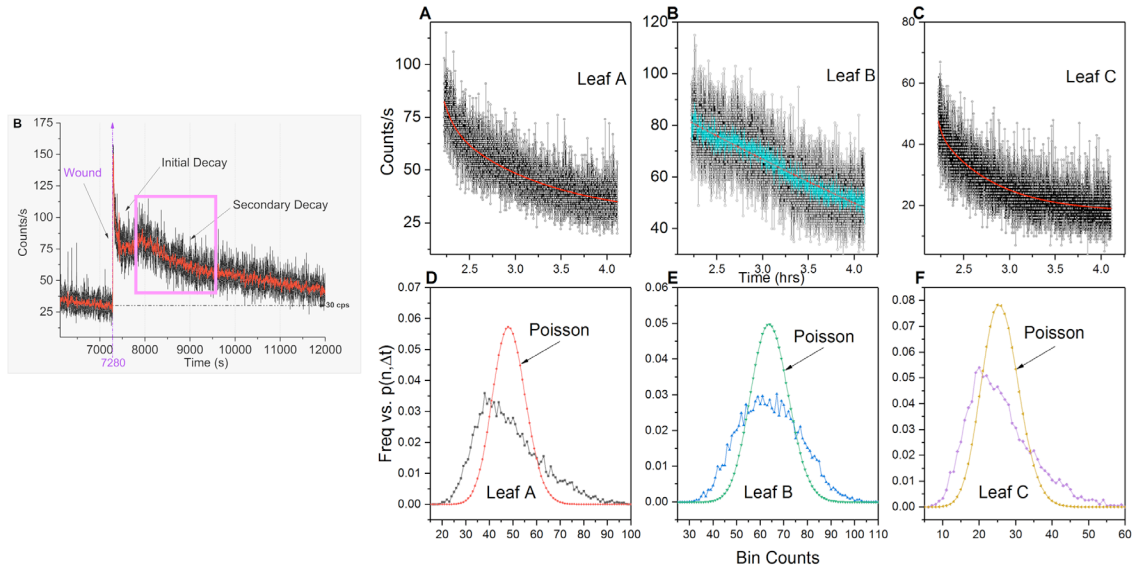 B
175
150
125
100
75
50
25
Counts/s
Wound
Initial Decay
Secondary Decay
30 cps
7000 8000 9000 10000 11000 12000
Time (s)
7280
A
100
75
50
25
Counts/s
Leaf A
2.5 3.0 3.5 4.0
B
120
100
80
60
40
Leaf B
2.5 3.0 3.5 4.0
Time (hrs)
C
80
60
40
20
Leaf C
2.5 3.0 3.5 4.0
D
0.07
0.06
0.05
0.04
0.03
0.02
0.01
0.00
Freq vs. p(n,Δt)
Poisson
Leaf A
20 30 40 50 60 70 80 90 100
E
0.06
0.05
0.04
0.03
0.02
0.01
0.00
Poisson
Leaf B
30 40 50 60 70 80 90 100 110
Bin Counts
F
0.08
0.07
0.06
0.05
0.04
0.03
0.02
0.01
0.00
Poisson
Leaf C
10 20 30 40 50 60